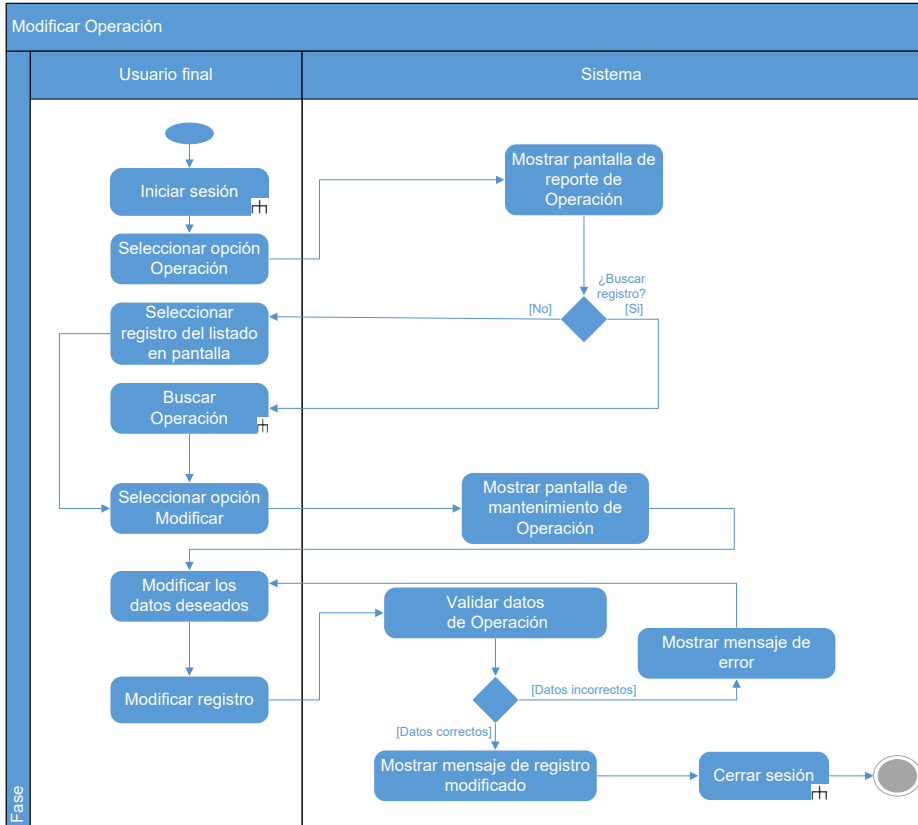 Modificar Operación
Usuario final
Sistema
Iniciar sesión
Mostrar pantalla de
reporte de
Operación
Seleccionar opción
Operación
¿Buscar
registro?
[No]
[Si]
Seleccionar
registro del listado
en pantalla
Buscar
Operación
Seleccionar opción
Modificar
Mostrar pantalla de
mantenimiento de
Operación
Modificar los
datos deseados
Validar datos
de Operación
Mostrar mensaje de
error
Modificar registro
[Datos incorrectos]
[Datos correctos]
Mostrar mensaje de registro
modificado
Cerrar sesión
Fase